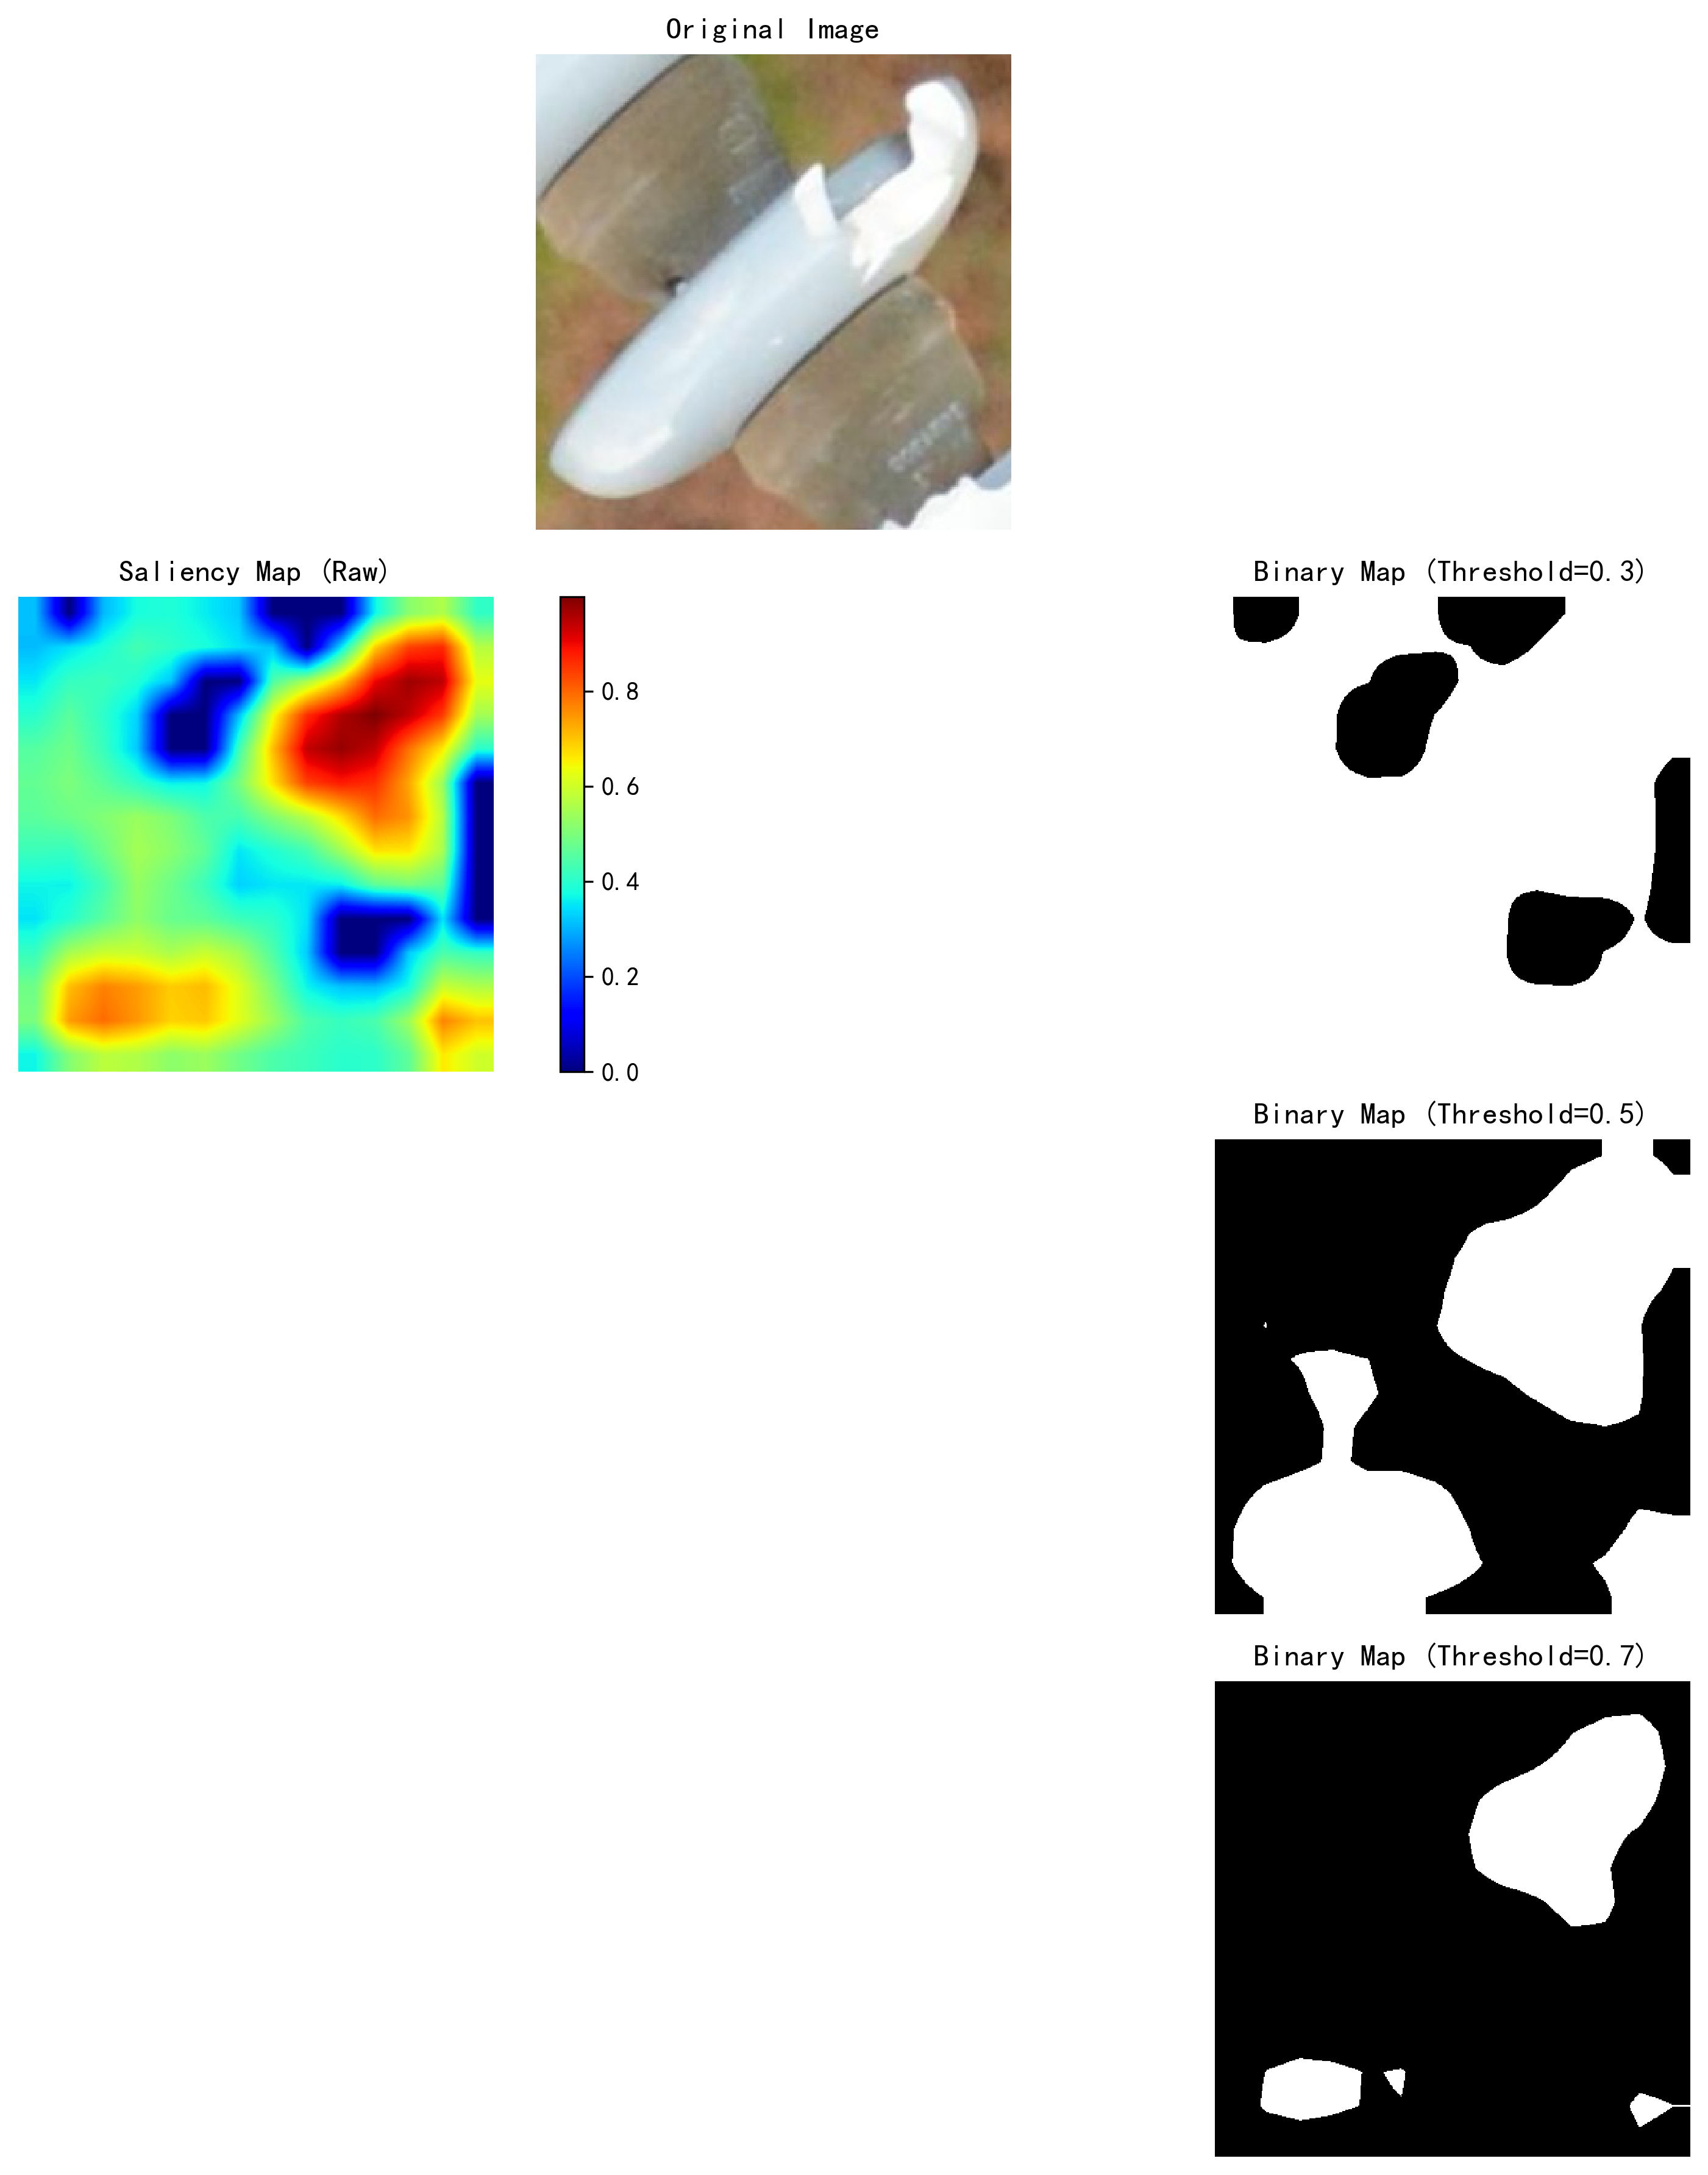 Original Image
Saliency Map (Raw)
Binary Map (Threshold=0.3)
0.8
0.6
0.4
0.2
0.0
Binary Map (Threshold=0.5)
Binary Map (Threshold=0.7)